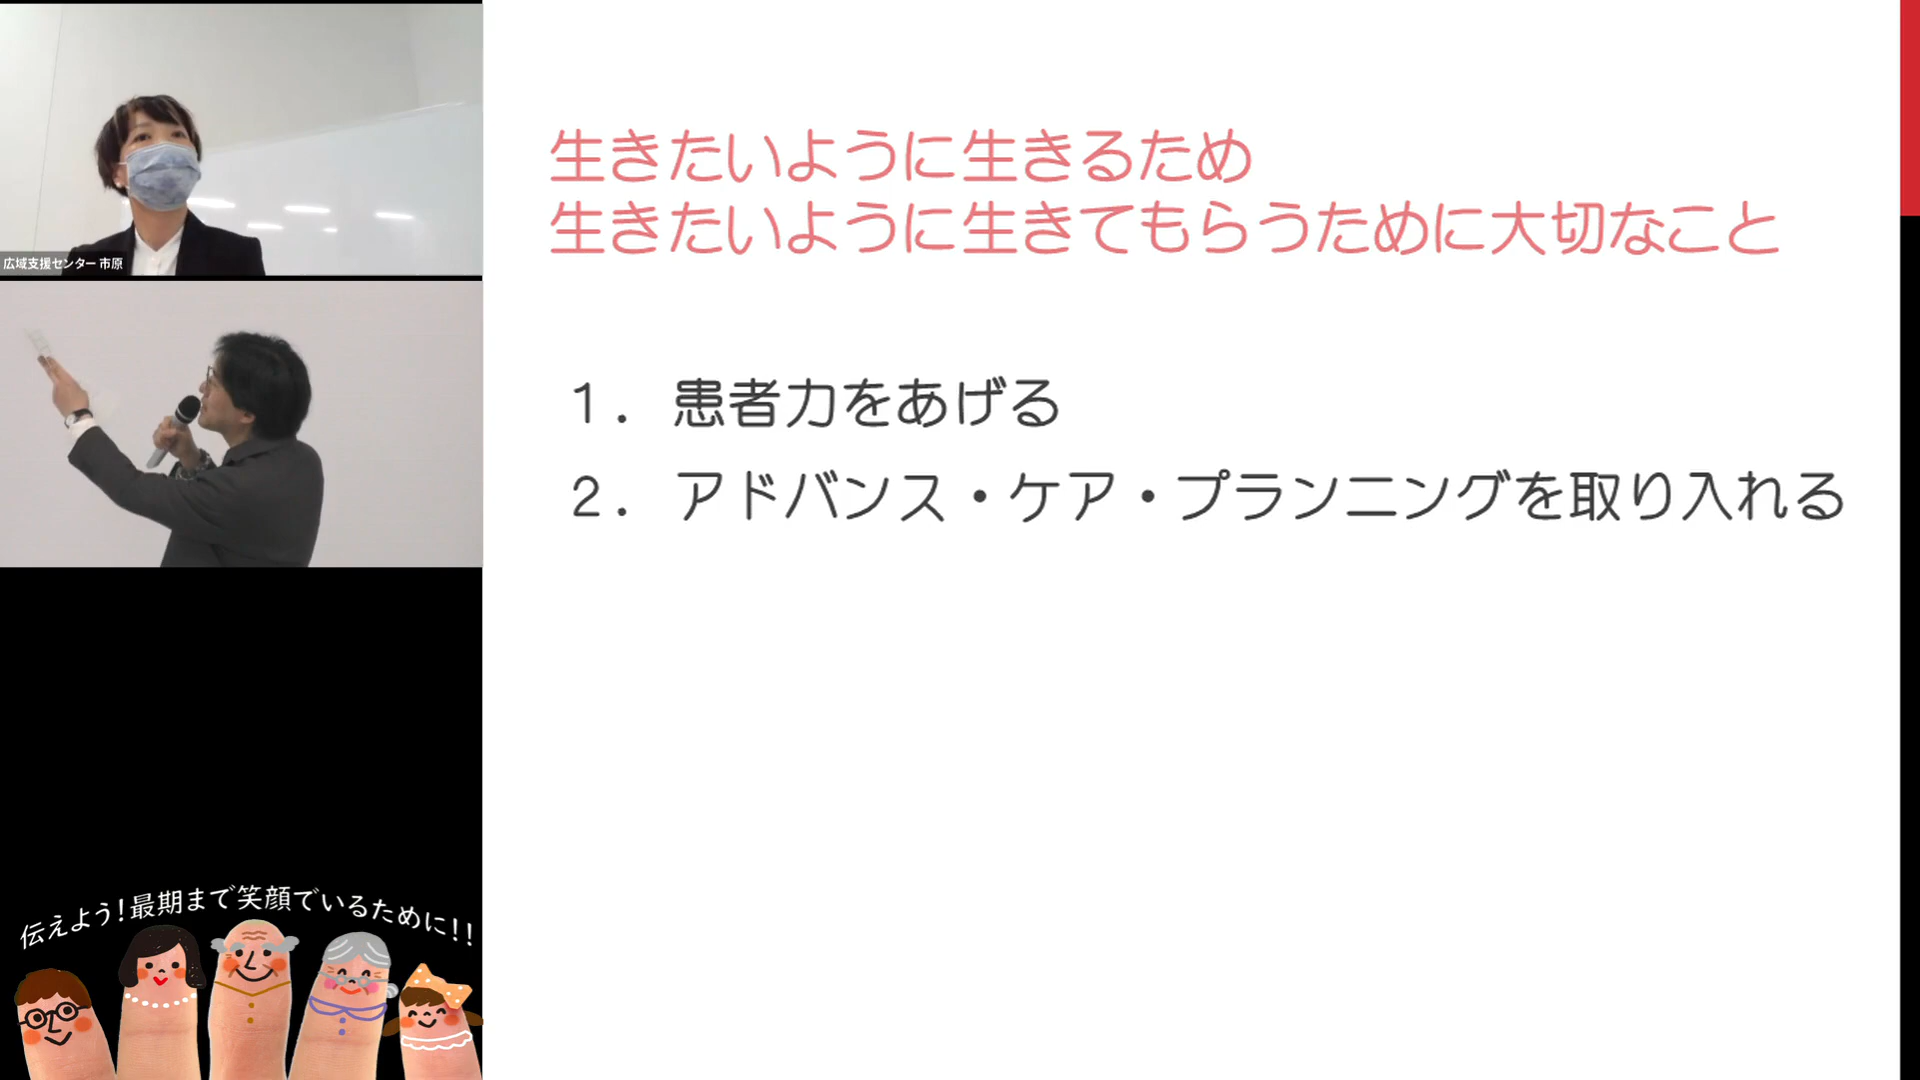 広域支援センター 市原
生きたいように生きるため
生きたいように生きてもらうために大切なこと
１．患者力をあげる
２．アドバンス・ケア・プランニングを取り入れる
伝えよう！最期まで笑顔でいるために！！